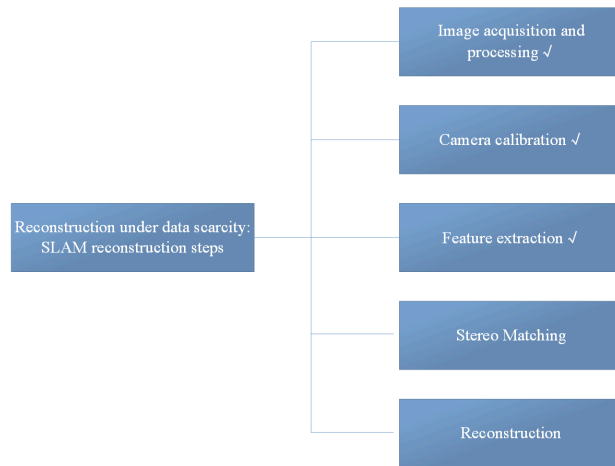 Image acquisition and
processing √
Camera calibration √
Reconstruction under data scarcity:
SLAM reconstruction steps
Feature extraction √
Stereo Matching
Reconstruction